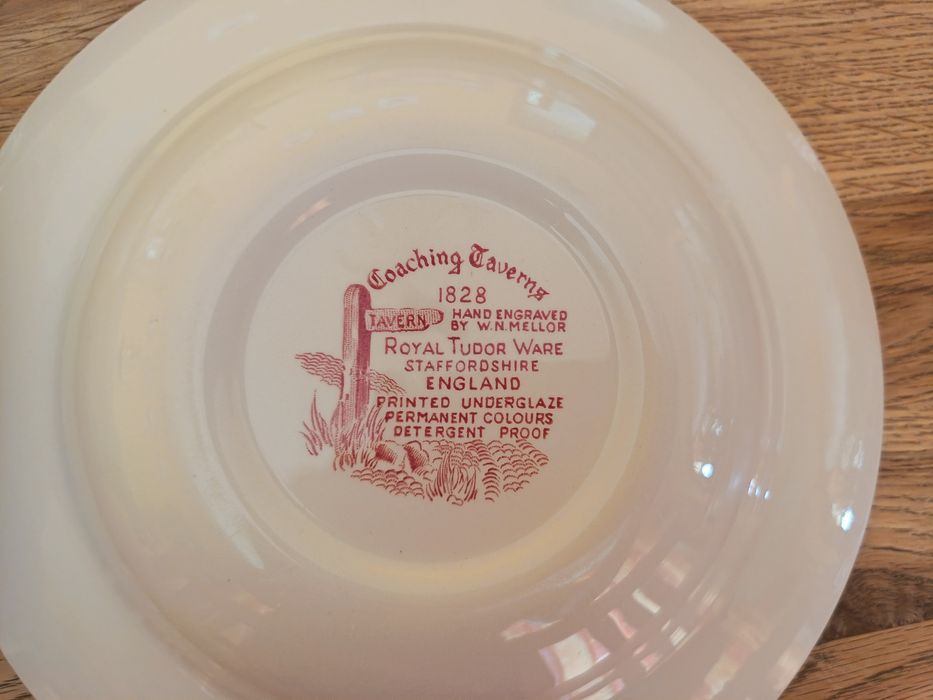 Coaching Taverns
1828
TAVERN
HAND ENGRAVED
BY W.N.MELLOR
ROYAL TUDOR WARE
STAFFORDSHIRE
ENGLAND
PRINTED UNDERGLAZE
PERMANENT COLOURS
DETERGENT PROOF